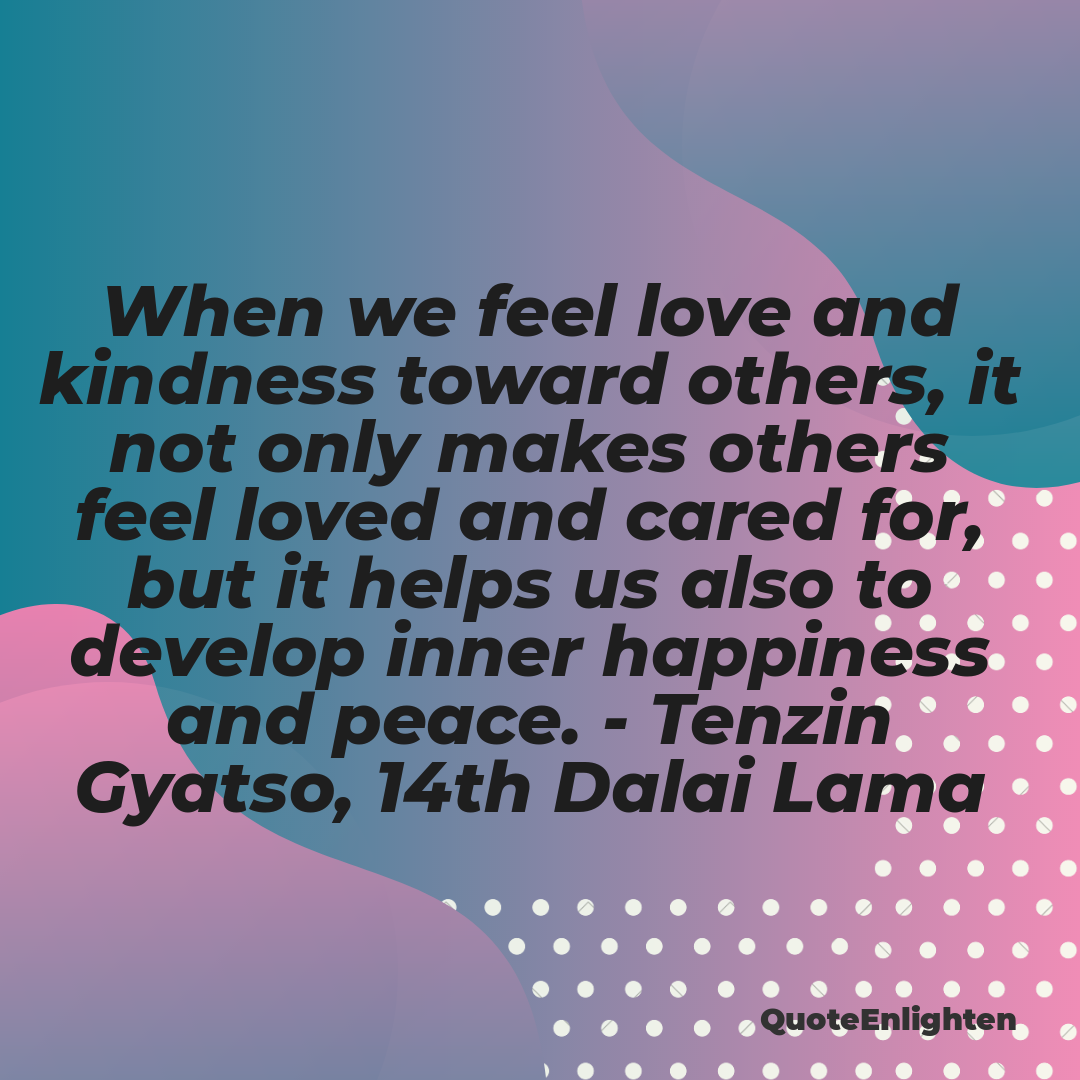 When we feel love and
kindness toward others, it
not only makes others
feel loved and cared for,
but it helps us also to
develop inner happiness
and peace. - Tenzin
Gyatso, 14th Dalai Lama
QuoteEnlighten